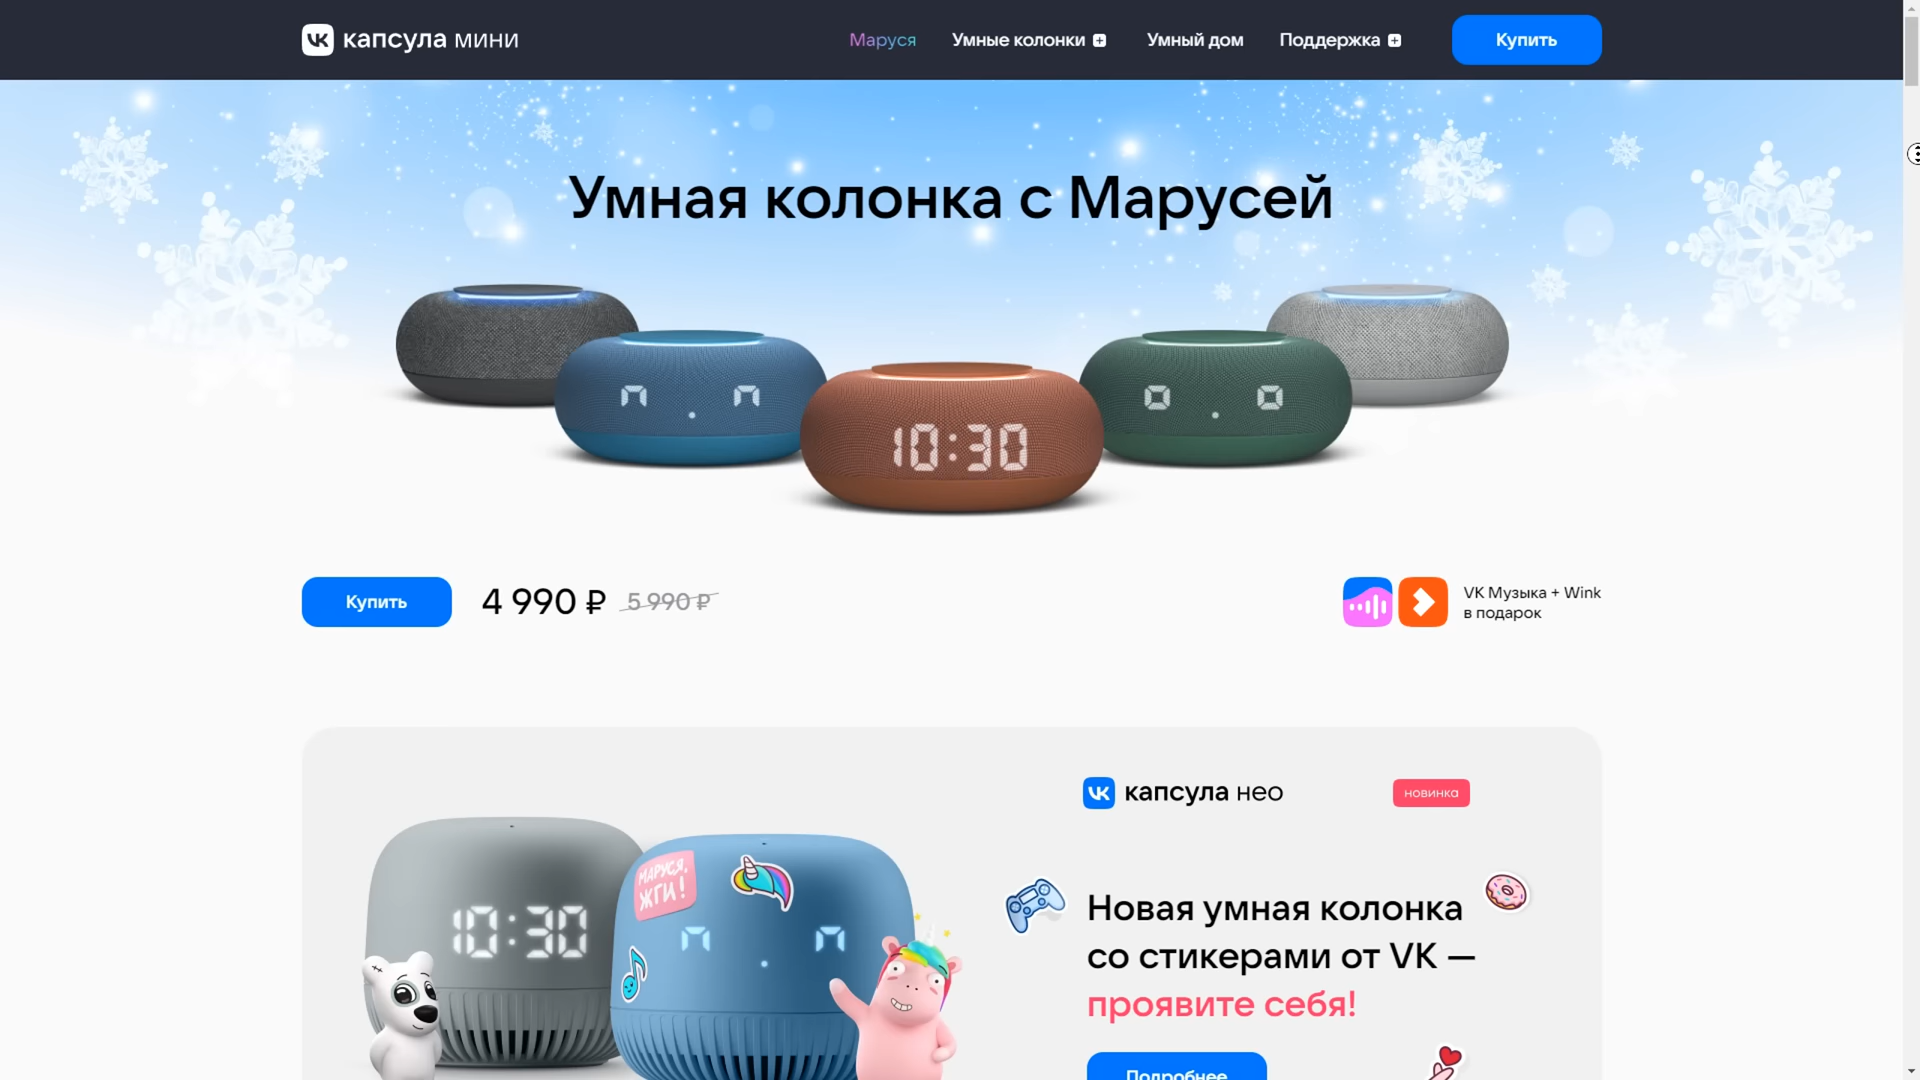 капсула мини
Маруся
Умные колонки
Умный дом
Поддержка
Купить
Умная колонка с Марусей
10:30
Купить
4 990 ₽ 5 990 ₽
VK Музыка + Wink
в подарок
капсула нео
новинка
МАРУСЯ,
ЖГИ!
10:30
Новая умная колонка
со стикерами от VK —
проявите себя!
Подробнее